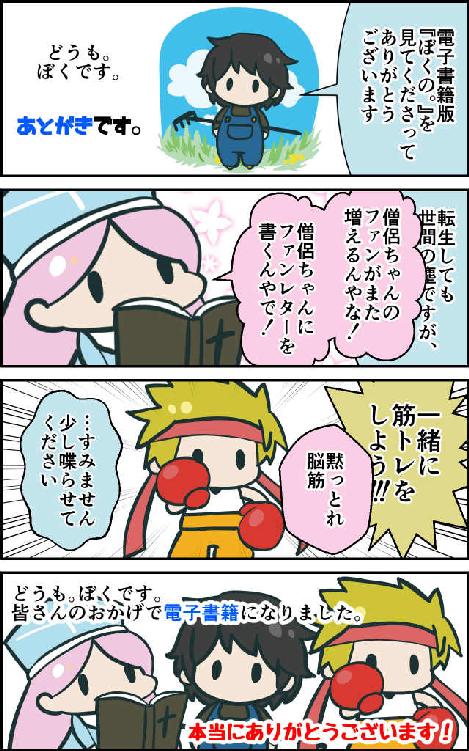 電子書籍版
『ぼくの。』を
見てくださって
ありがとう
ございます
どうも。
ぼくです。
あとがきです。
転生しても
世間の塵ですが、
僧侶ちゃんの
ファンがまた
増えるんやな！
僧侶ちゃんに
ファンレターを
書くんやで！
一緒に
筋トレを
しよう!!!
黙っとれ
脳筋
…すみません
少し喋らせて
ください
どうも。ぼくです。
皆さんのおかげで電子書籍になりました。
本当にありがとうございます！